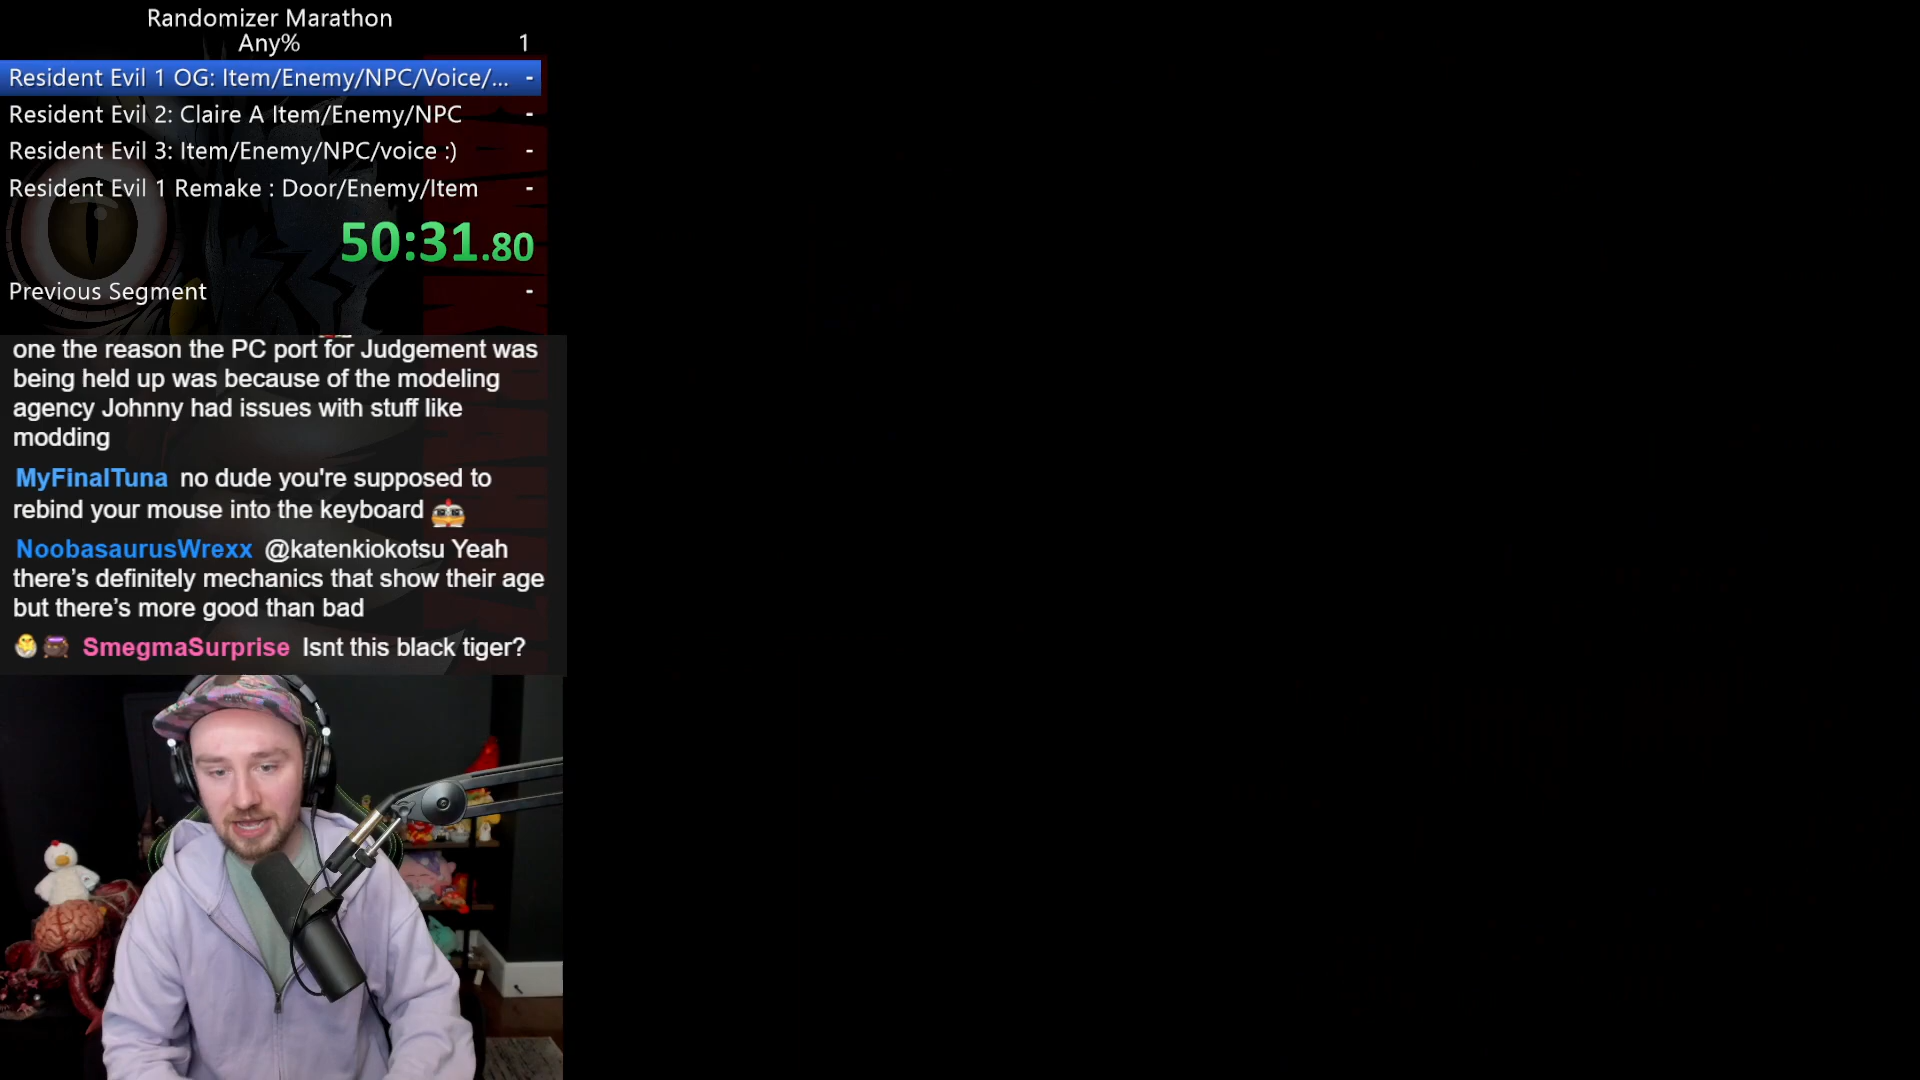 Randomizer Marathon
Any% 1
Resident Evil 1 OG: Item/Enemy/NPC/Voice/... -
Resident Evil 2: Claire A Item/Enemy/NPC -
Resident Evil 3: Item/Enemy/NPC/voice :) -
Resident Evil 1 Remake : Door/Enemy/Item -
50:31.80
Previous Segment -
one the reason the PC port for Judgement was
being held up was because of the modeling
agency Johnny had issues with stuff like
modding
MyFinalTuna no dude you're supposed to
rebind your mouse into the keyboard
NoobasaurusWrexx @katenkiokotsu Yeah
there’s definitely mechanics that show their age
but there’s more good than bad
SmegmaSurprise Isnt this black tiger?